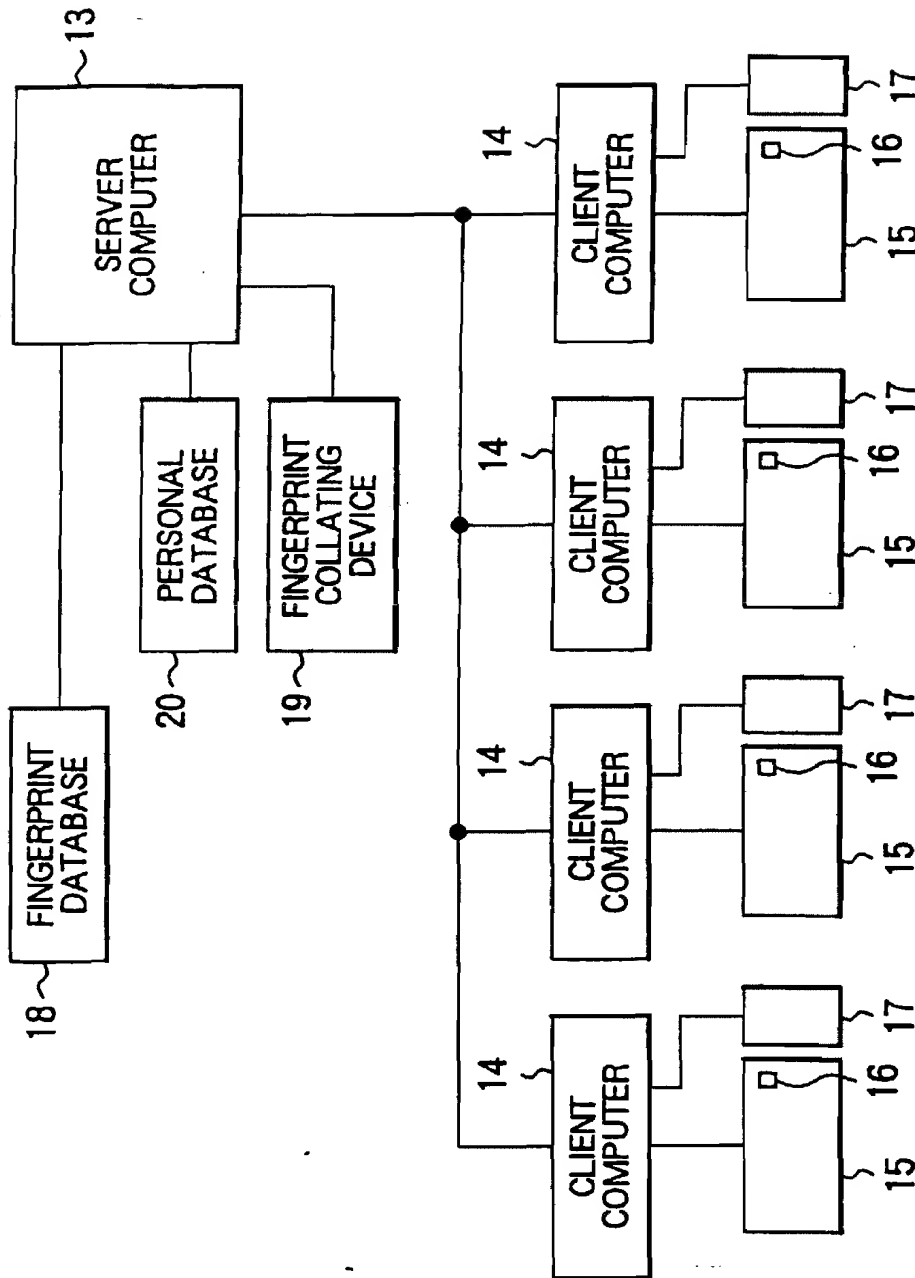 18
FINGERPRINT
DATABASE
13
SERVER
COMPUTER
20
PERSONAL
DATABASE
19
FINGERPRINT
COLLATING
DEVICE
14
CLIENT
COMPUTER
14
CLIENT
COMPUTER
14
CLIENT
COMPUTER
14
CLIENT
COMPUTER
15 16 17 15 16 17 15 16 17 15 16 17